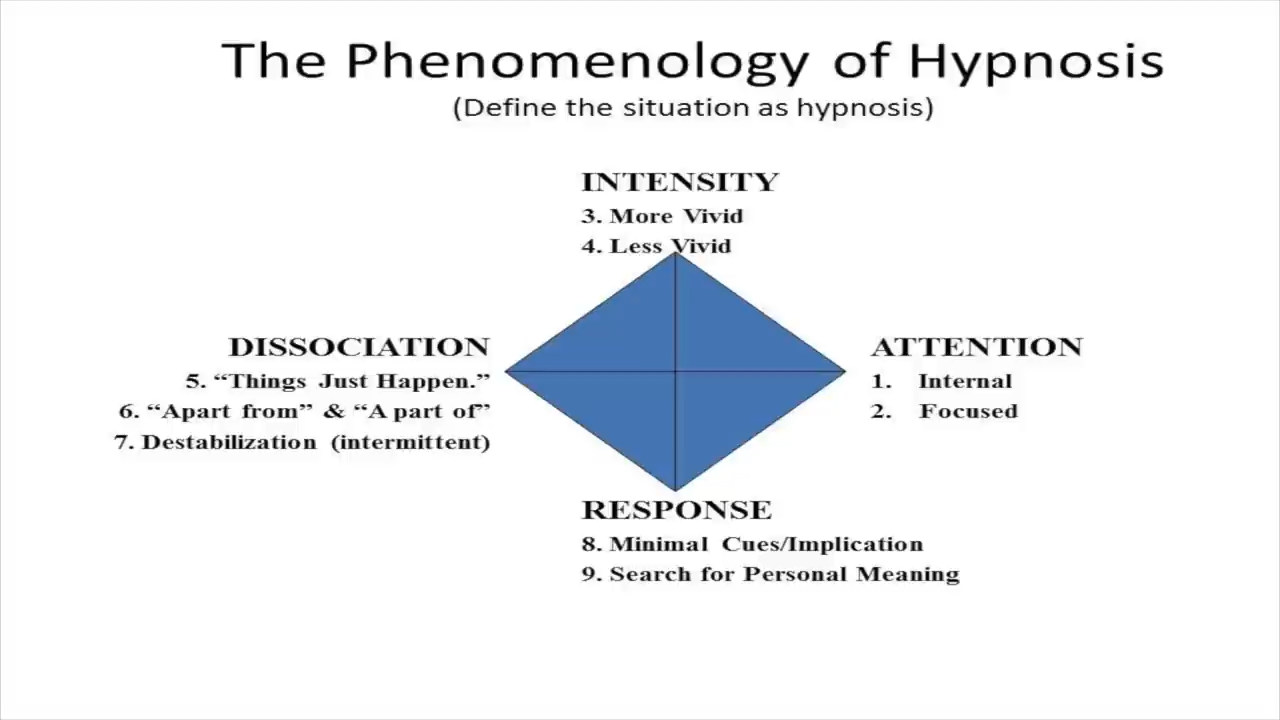 The Phenomenology of Hypnosis
(Define the situation as hypnosis)
INTENSITY
3. More Vivid
4. Less Vivid
DISSOCIATION
5. “Things Just Happen.”
6. “Apart from” & “A part of”
7. Destabilization (intermittent)
ATTENTION
1. Internal
2. Focused
RESPONSE
8. Minimal Cues/Implication
9. Search for Personal Meaning